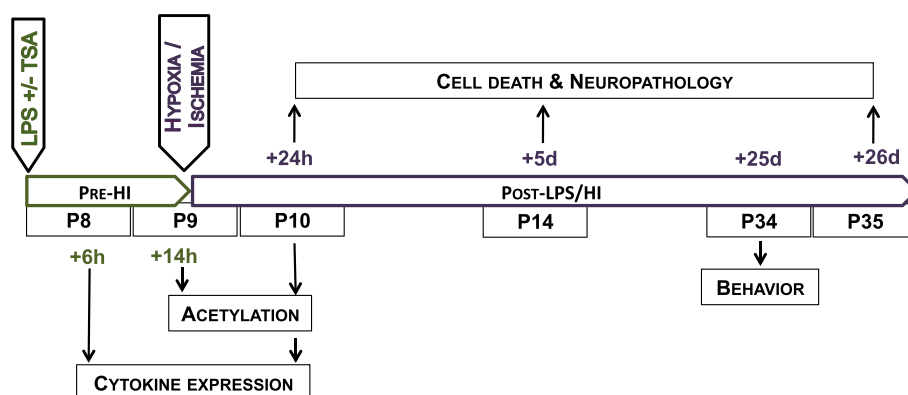 LPS +/- TSA
HYPOXIA /
ISCHEMIA
CELL DEATH & NEUROPATHOLOGY
+24h
+5d
+25d
+26d
PRE-HI
POST-LPS/HI
P8
P9
P10
P14
P34
P35
+6h
+14h
ACETYLATION
BEHAVIOR
CYTOKINE EXPRESSION